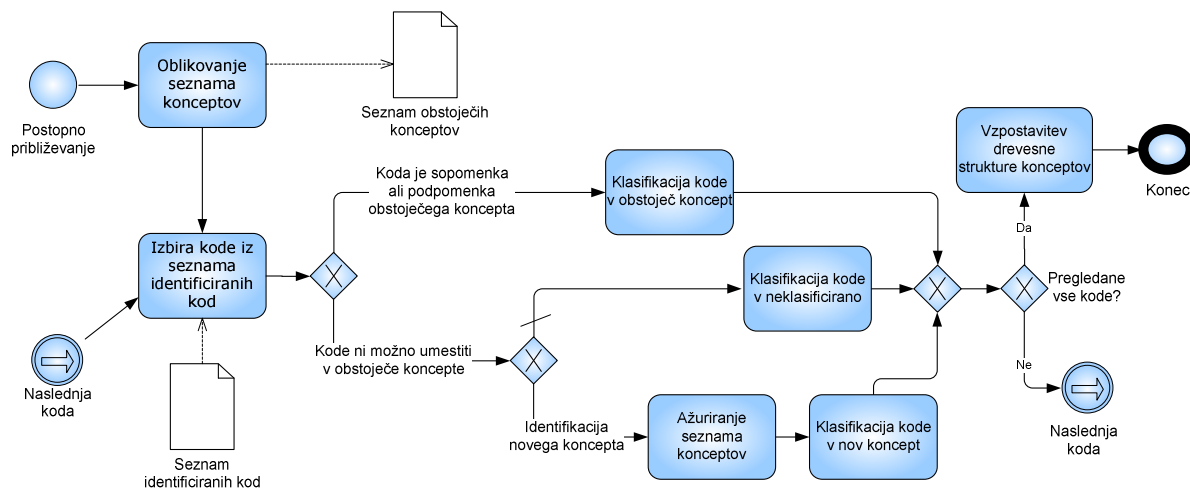 Postopno
približevanje
Oblikovanje
seznama
konceptov
Seznam obstoječih
konceptov
Izbira kode iz
seznama
identificiranih
kod
Naslednja
koda
Seznam
identificiranih kod
Koda je sopomenka
ali podpomenka
obstoječega koncepta
Klasifikacija kode
v obstoječ koncept
Kode ni možno umestiti
v obstoječe koncepte
Klasifikacija kode
v neklasificirano
Identifikacija
novega koncepta
Ažuriranje
seznama
konceptov
Klasifikacija kode
v nov koncept
Pregledane
vse kode?
Da
Vzpostavitev
drevesne
strukture konceptov
Konec
Ne
Naslednja
koda